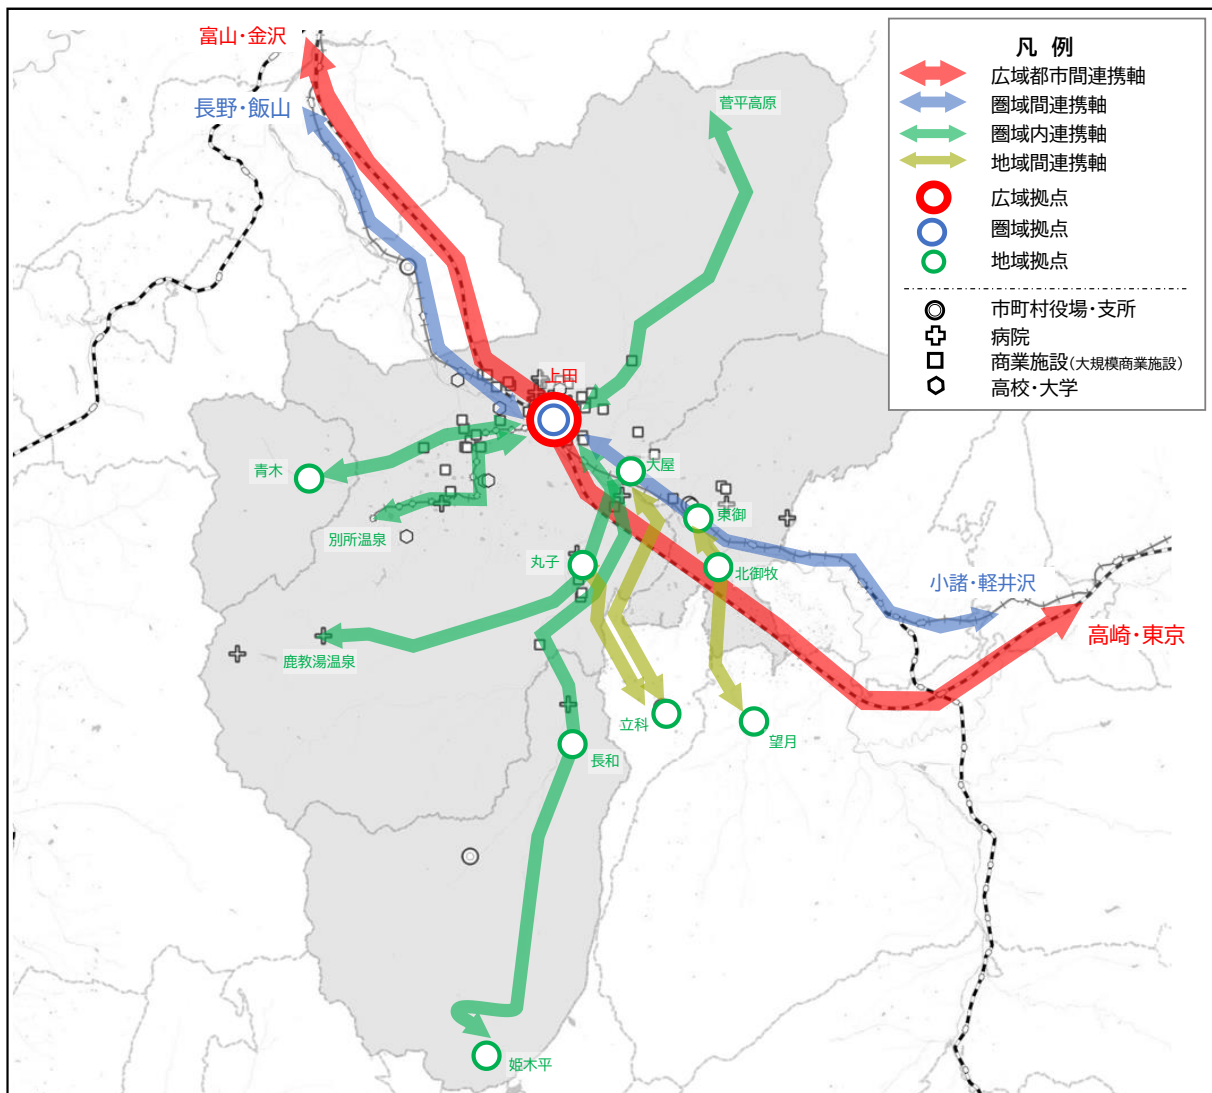 富山・金沢
長野・飯山
菅平高原
上田
青木
別所温泉
大屋
東御
丸子
北御牧
小諸・軽井沢
高崎・東京
鹿教湯温泉
立科
望月
長和
姫木平
凡 例
広域都市間連携軸
圏域間連携軸
圏域内連携軸
地域間連携軸
広域拠点
圏域拠点
地域拠点
市町村役場・支所
病院
商業施設(大規模商業施設)
高校・大学